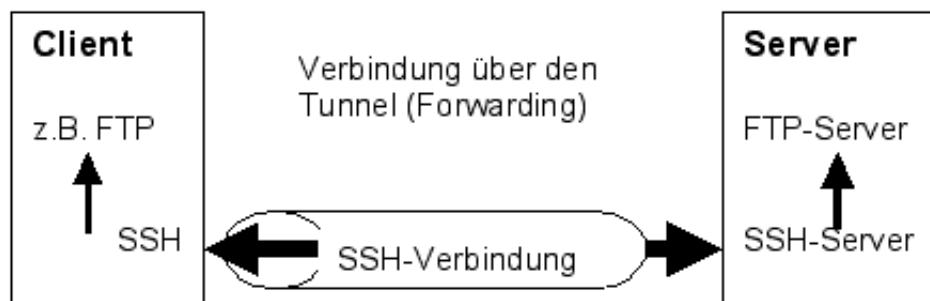 Client
z.B. FTP
SSH
Verbindung über den
Tunnel (Forwarding)
SSH-Verbindung
Server
FTP-Server
SSH-Server